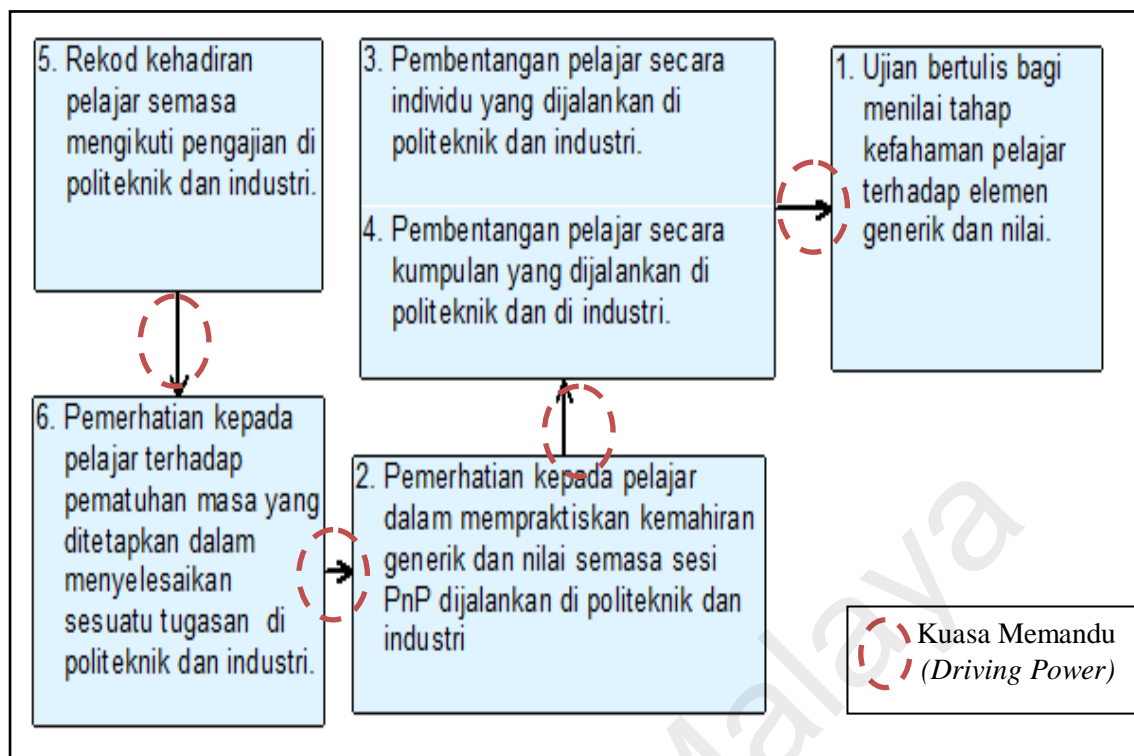 5. Rekod kehadiran
pelajar semasa
mengikuti pengajian di
politeknik dan industri.
3. Pembentangan pelajar secara
individu yang dijalankan di
politeknik dan industri.
4. Pembentangan pelajar secara
kumpulan yang dijalankan di
politeknik dan di industri.
1. Ujian bertulis bagi
menilai tahap
kefahaman pelajar
terhadap elemen
generik dan nilai.
6. Pemerhatian kepada
pelajar terhadap
pematuhan masa yang
ditetapkan dalam
menyelesaikan
sesuatu tugasan di
politeknik dan industri.
2. Pemerhatian kepada pelajar
dalam mempraktiskan kemahiran
generik dan nilai semasa sesi
PnP dijalankan di politeknik dan
industri
Kuasa Memandu
(Driving Power)
Malaya